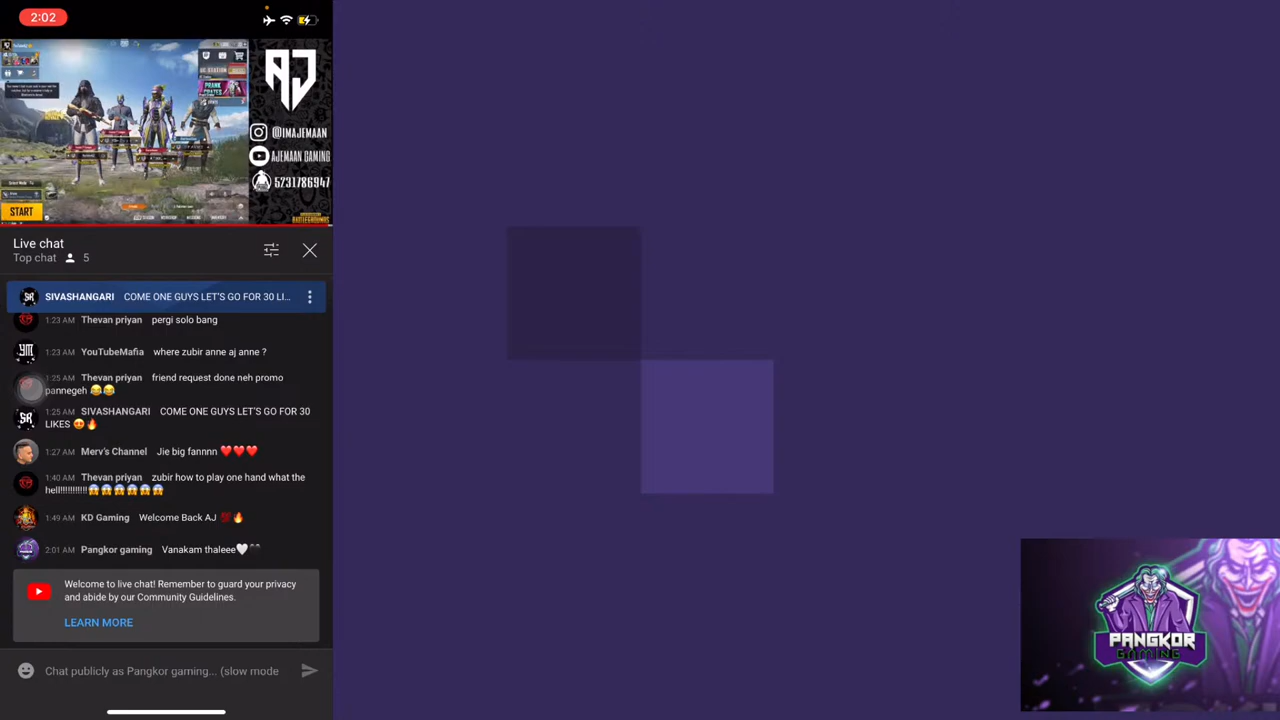 2:02
PRANK
CRATES
START
AJ
@IMAJEMAAN
AJEMAAN GAMING
5231786947
BATTLEGROUNDS
Live chat
Top chat 5
SIVASHANGARI COME ONE GUYS LET'S GO FOR 30 LI...
1:23 AM Thevan priyan pergi solo bang
1:23 AM YouTubeMafia where zubir anne aj anne ?
1:25 AM Thevan priyan friend request done neh promo
pannegeh 😂😂
1:25 AM SIVASHANGARI COME ONE GUYS LET'S GO FOR 30
LIKES 😍🔥
1:27 AM Merv's Channel Jie big fannnn ❤️❤️❤️
1:40 AM Thevan priyan zubir how to play one hand what the
hell!!!!!!!!!!!😱😱😱😱😱😱
1:49 AM KD Gaming Welcome Back AJ 💯🔥
2:01 AM Pangkor gaming Vanakam thaleee🤍🖤
Welcome to live chat! Remember to guard your privacy
and abide by our Community Guidelines.
LEARN MORE
Chat publicly as Pangkor gaming... (slow mode
PANGKOR
GAMING